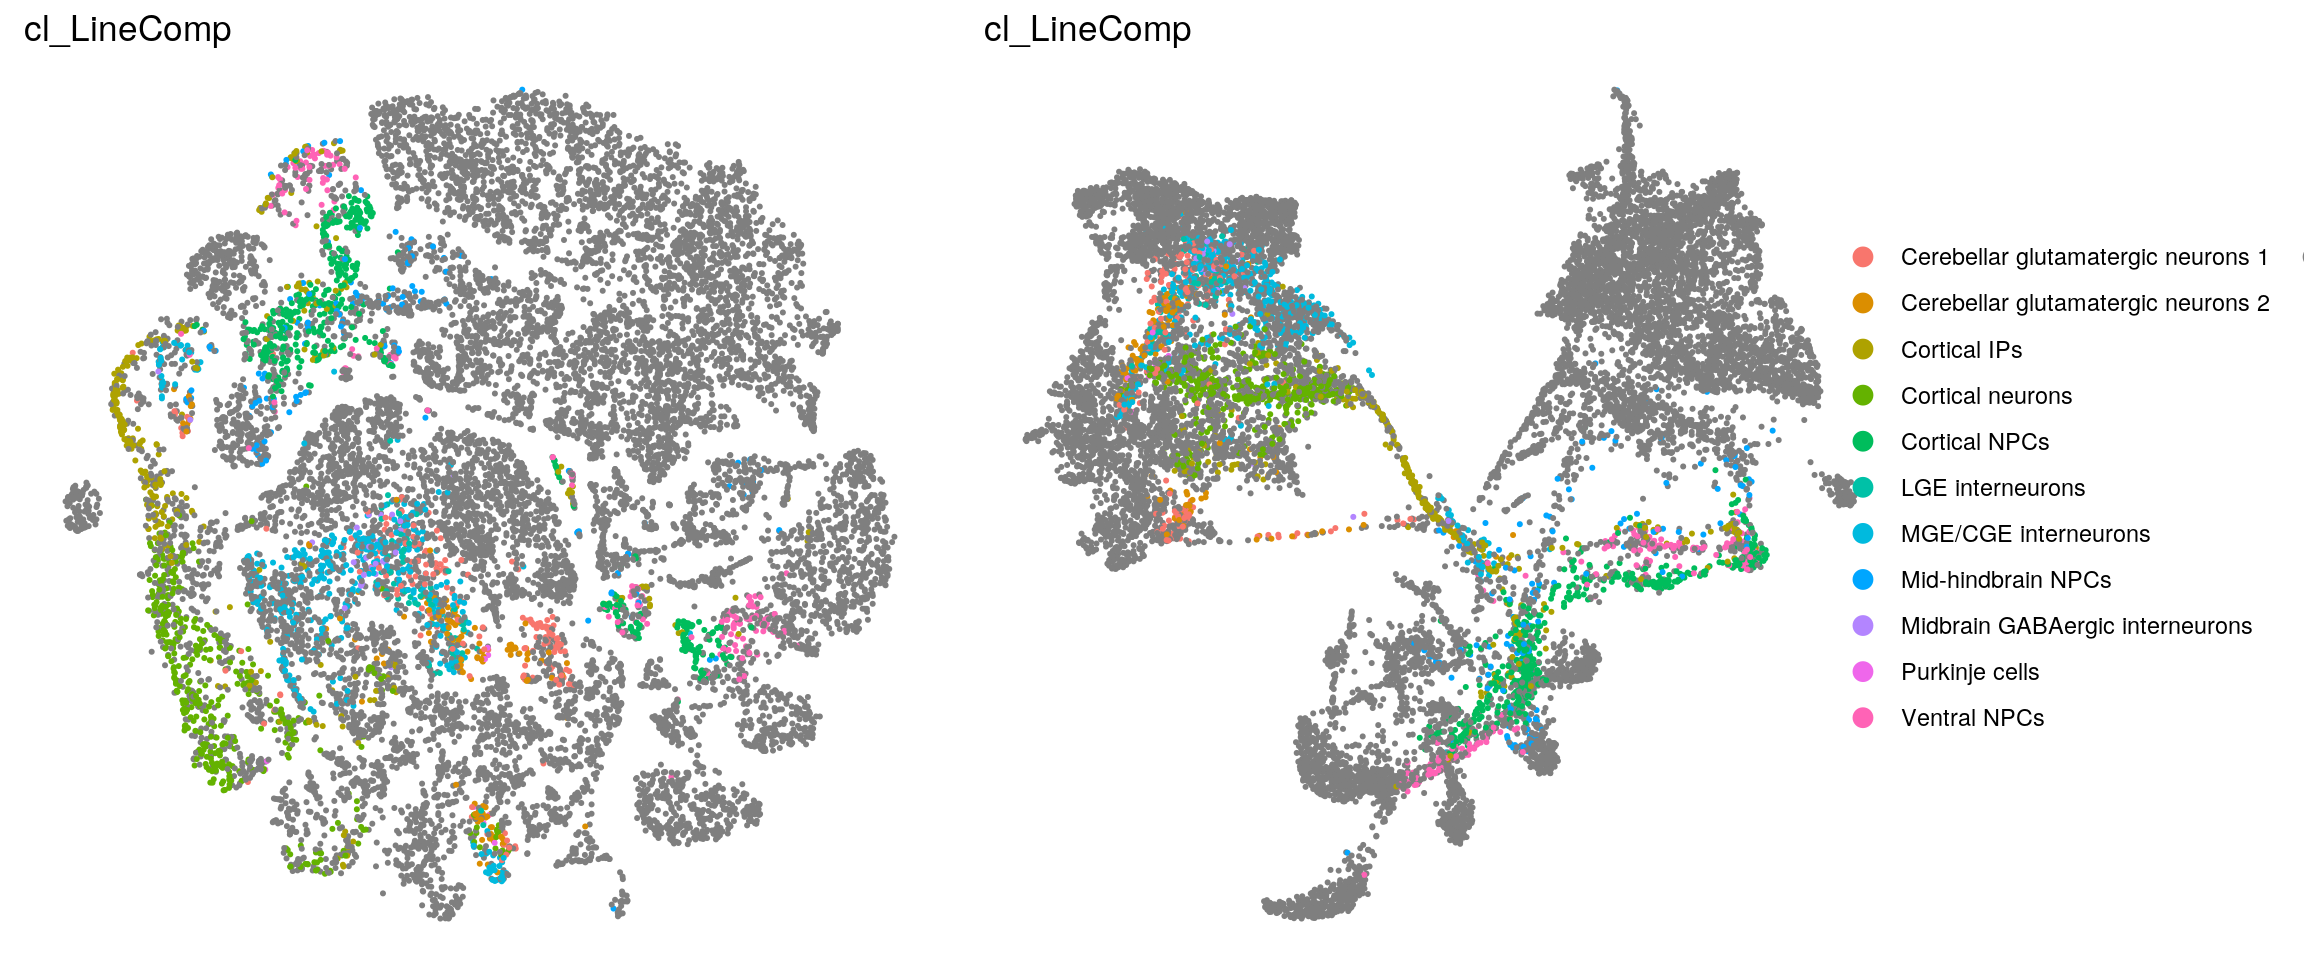 cl_LineComp
cl_LineComp
Cerebellar glutamatergic neurons 1
Cerebellar glutamatergic neurons 2
Cortical IPs
Cortical neurons
Cortical NPCs
LGE interneurons
MGE/CGE interneurons
Mid-hindbrain NPCs
Midbrain GABAergic interneurons
Purkinje cells
Ventral NPCs